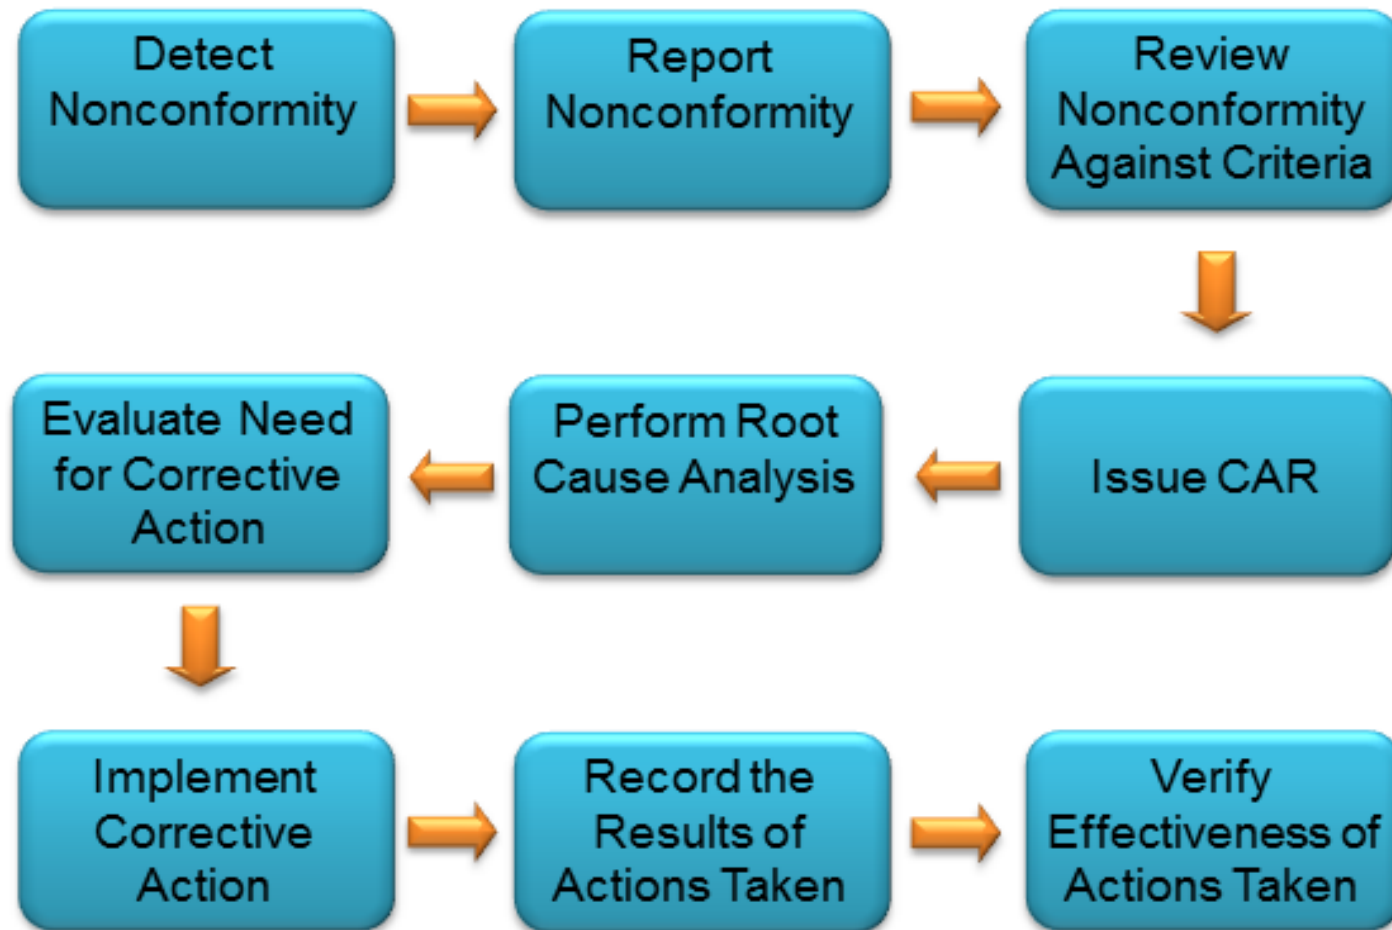 Detect
Nonconformity
Report
Nonconformity
Review
Nonconformity
Against Criteria
Issue CAR
Perform Root
Cause Analysis
Evaluate Need
for Corrective
Action
Implement
Corrective
Action
Record the
Results of
Actions Taken
Verify
Effectiveness of
Actions Taken